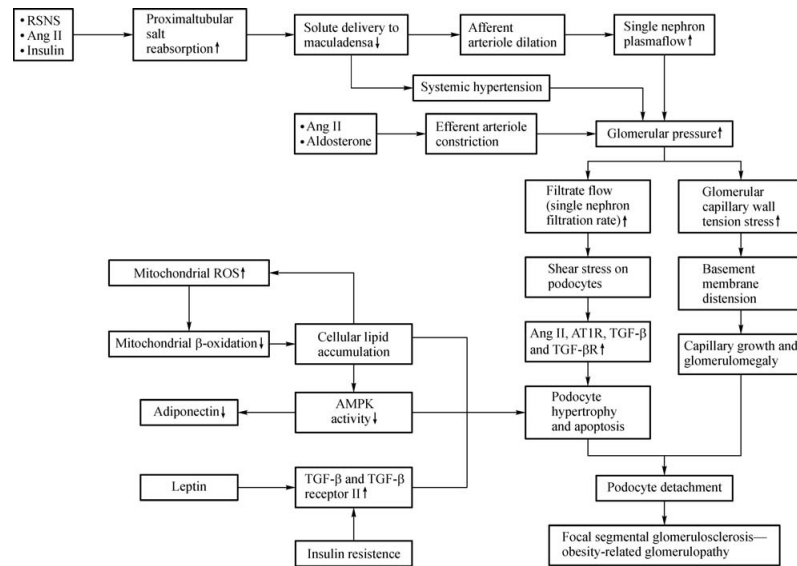 • RSNS
• Ang II
• Insulin
Proximaltubular
salt
reabsorption↑
Solute delivery to
maculadensa↓
Afferent
arteriole dilation
Single nephron
plasmaflow↑
Systemic hypertension
• Ang II
• Aldosterone
Efferent arteriole
constriction
Glomerular pressure↑
Filtrate flow
(single nephron
filtration rate)↑
Glomerular
capillary wall
tension stress↑
Mitochondrial ROS↑
Shear stress on
podocytes
Basement
membrane
distension
Mitochondrial β-oxidation↓
Cellular lipid
accumulation
Ang II, AT1R, TGF-β
and TGF-βR↑
Capillary growth and
glomerulomegaly
Adiponectin↓
AMPK
activity↓
Podocyte
hypertrophy
and apoptosis
Leptin
TGF-β and TGF-β
receptor II↑
Podocyte detachment
Insulin resistence
Focal segmental glomerulosclerosis—
obesity-related glomerulopathy